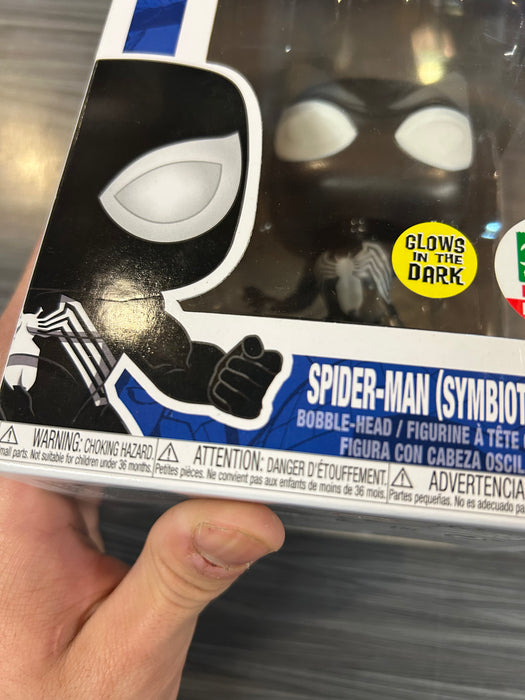 GLOWS
IN THE
DARK
SPIDER-MAN (SYMBIOT
BOBBLE-HEAD / FIGURINE À TÊTE
FIGURA CON CABEZA OSCIL
WARNING: CHOKING HAZARD.
mall parts. Not suitable for children under 36 months.
ATTENTION: DANGER D'ÉTOUFFEMENT.
Petites pièces. Ne convient pas aux enfants de moins de 36 mois.
ADVERTENCIA
Partes pequeñas. No es adecuado pa